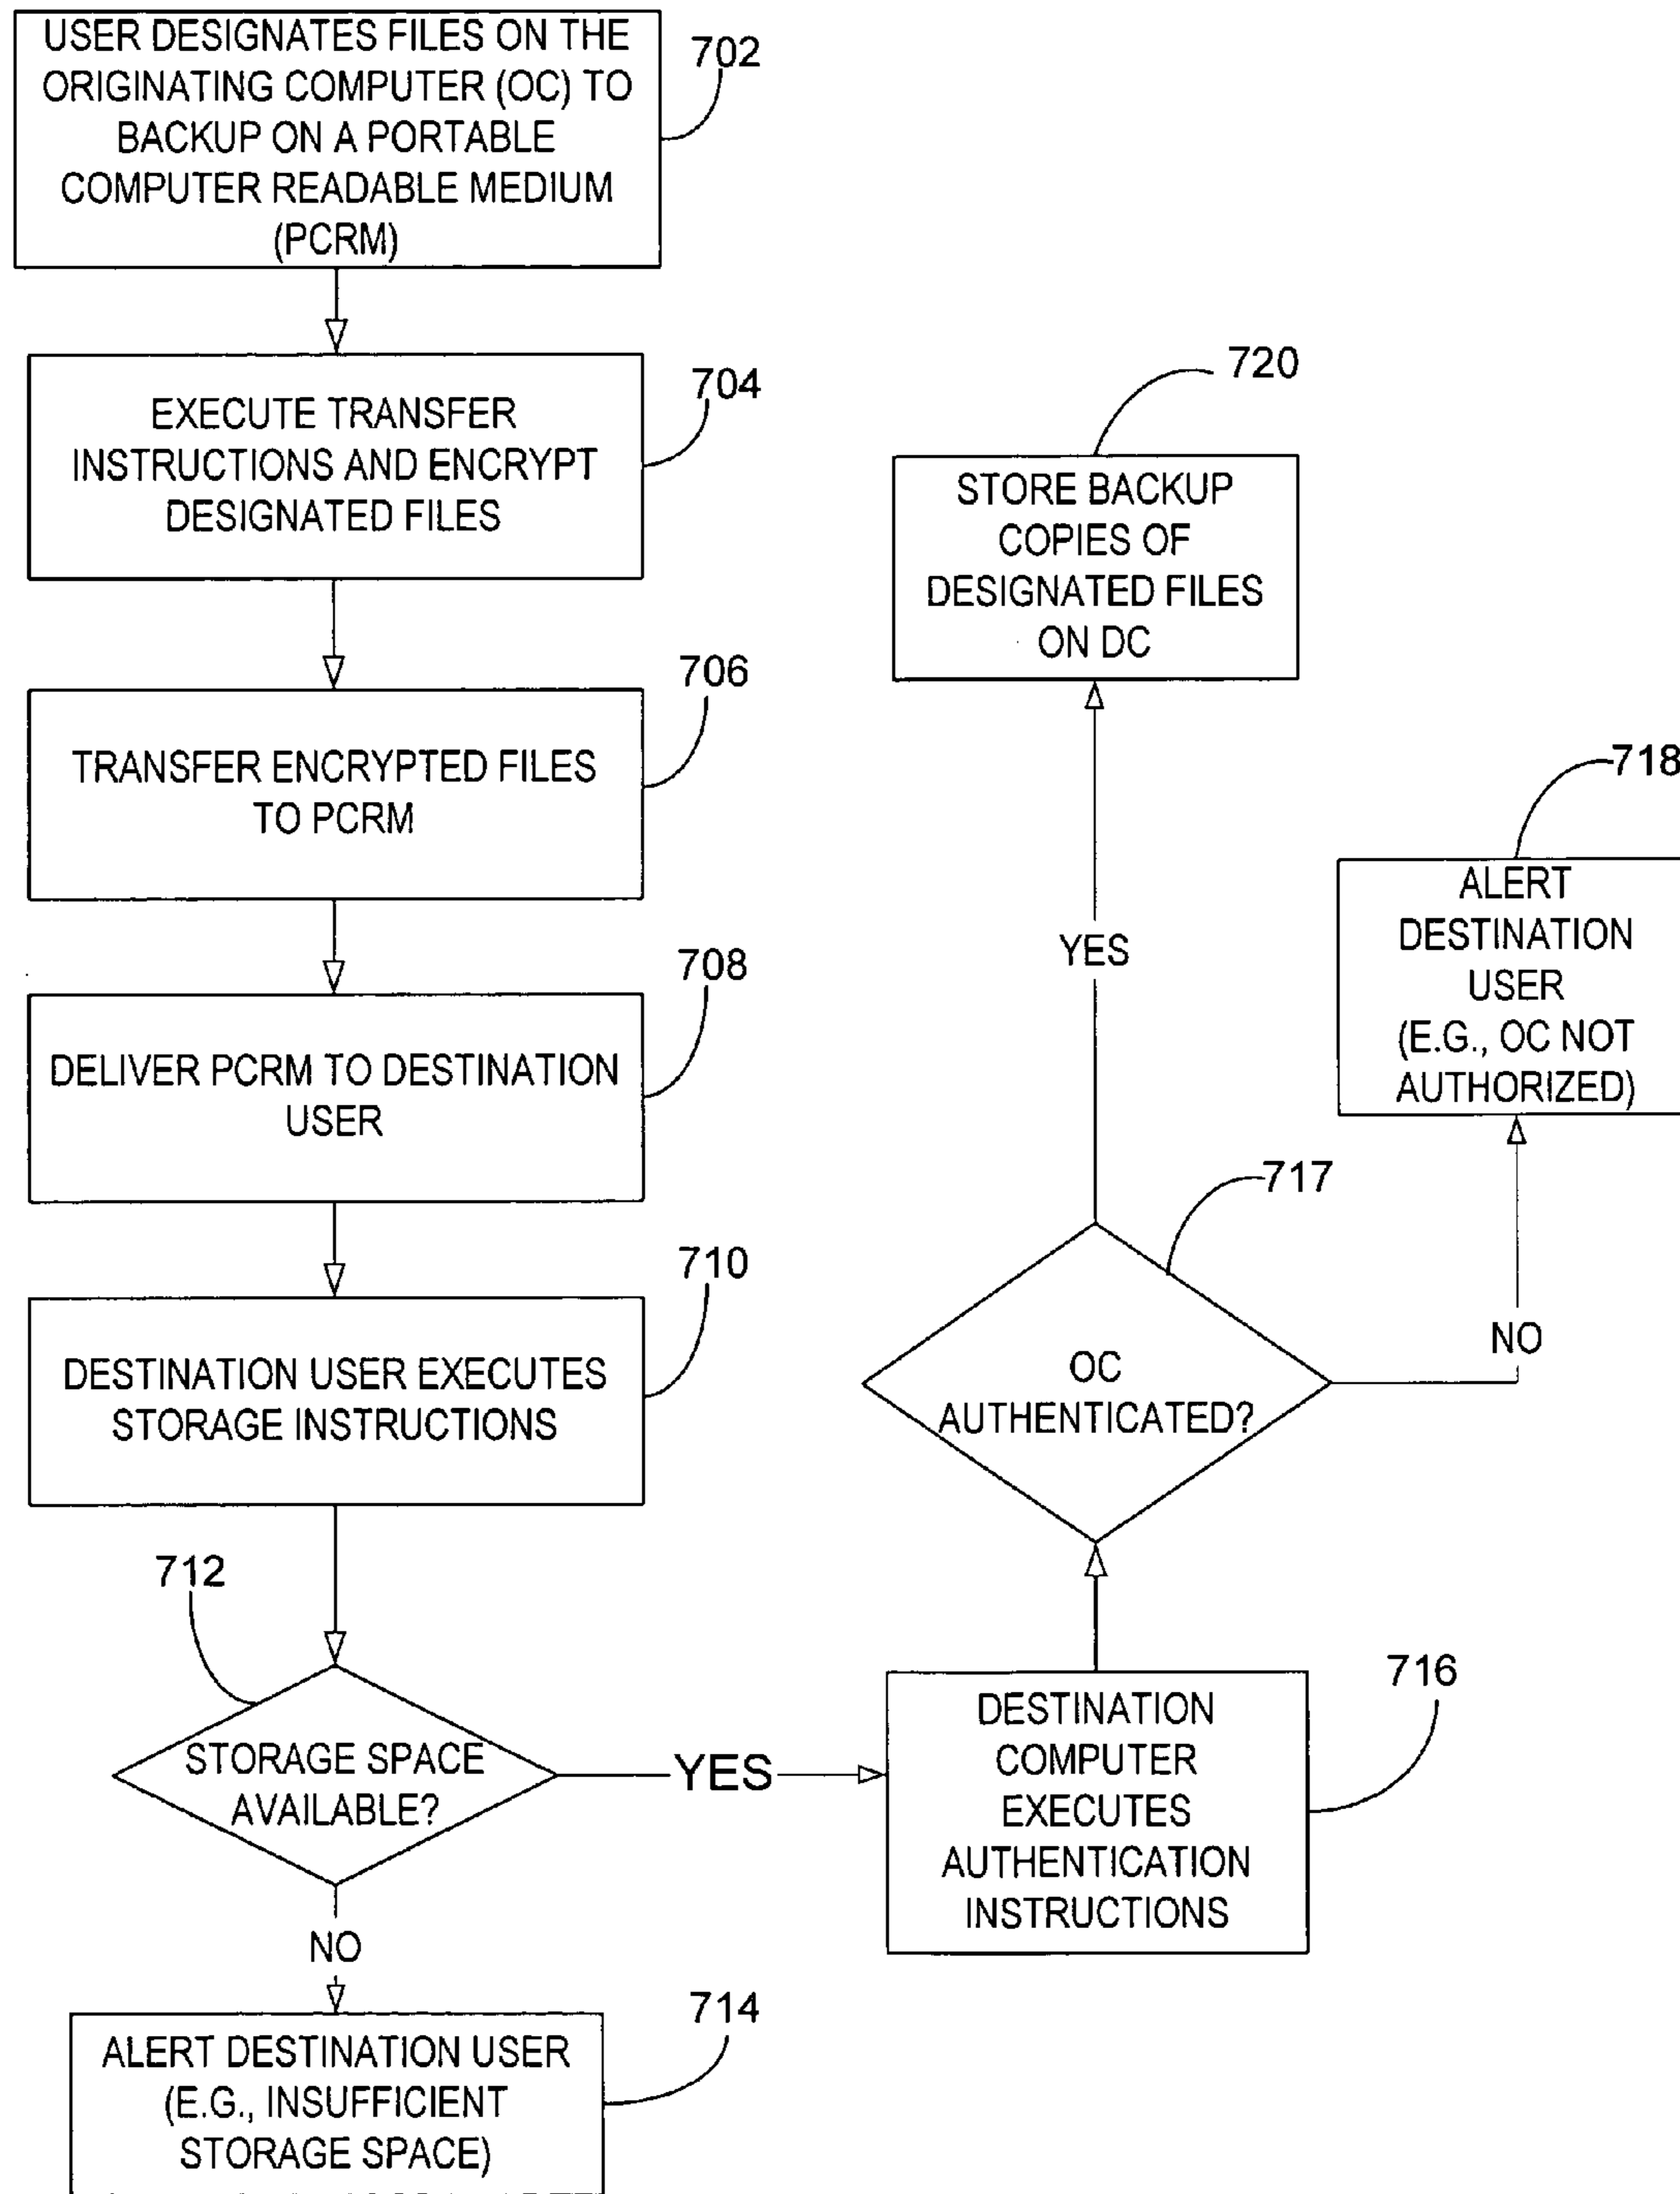 USER DESIGNATES FILES ON THE
ORIGINATING COMPUTER (OC) TO
BACKUP ON A PORTABLE
COMPUTER READABLE MEDIUM
(PCRM)
702
EXECUTE TRANSFER
INSTRUCTIONS AND ENCRYPT
DESIGNATED FILES
704
TRANSFER ENCRYPTED FILES
TO PCRM
706
DELIVER PCRM TO DESTINATION
USER
708
DESTINATION USER EXECUTES
STORAGE INSTRUCTIONS
710
712
STORAGE SPACE
AVAILABLE?
NO
ALERT DESTINATION USER
(E.G., INSUFFICIENT
STORAGE SPACE)
714
YES
DESTINATION
COMPUTER
EXECUTES
AUTHENTICATION
INSTRUCTIONS
716
OC
AUTHENTICATED?
717
NO
ALERT
DESTINATION
USER
(E.G., OC NOT
AUTHORIZED)
718
YES
STORE BACKUP
COPIES OF
DESIGNATED FILES
ON DC
720